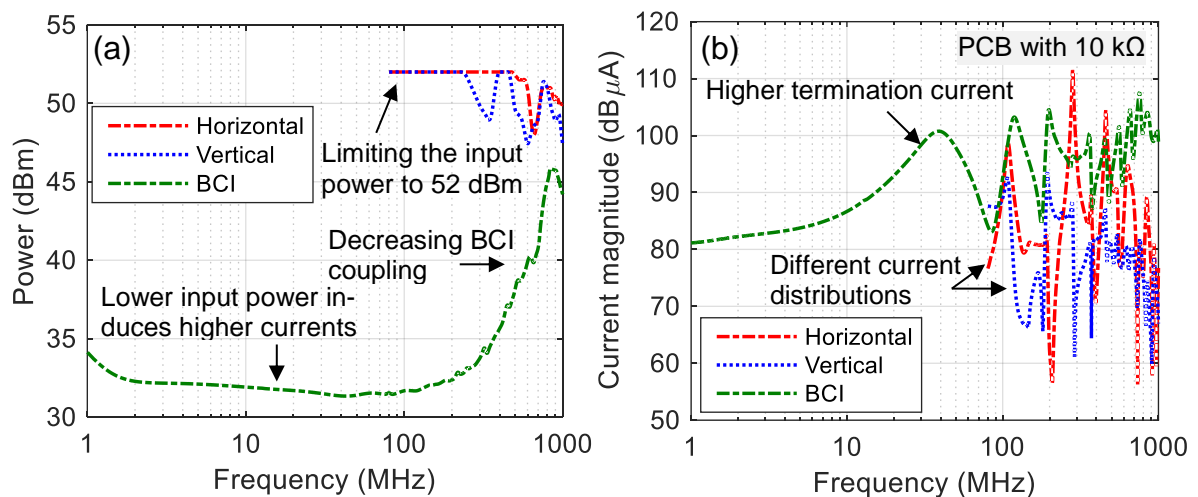 (a)
55
50
45
40
35
30
Power (dBm)
Horizontal
Vertical
BCI
Limiting the input
power to 52 dBm
Decreasing BCI
coupling
Lower input power in-
duces higher currents
1
10
100
1000
Frequency (MHz)
(b)
120
110
100
90
80
70
60
50
Current magnitude (dBμA)
PCB with 10 kΩ
Higher termination current
Different current
distributions
Horizontal
Vertical
BCI
1
10
100
1000
Frequency (MHz)